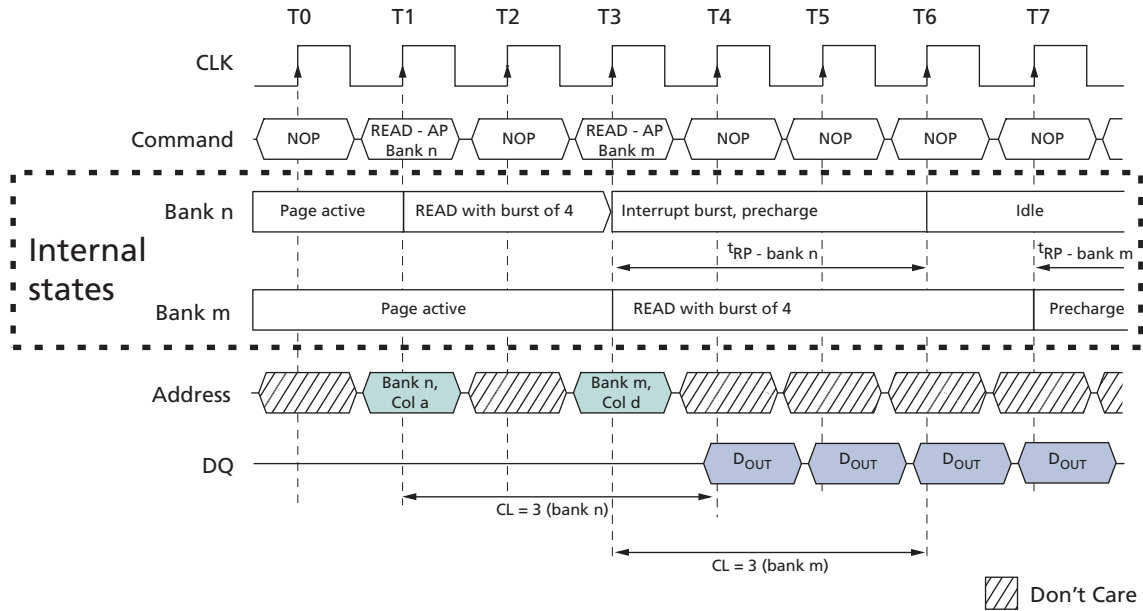 T0 T1 T2 T3 T4 T5 T6 T7
CLK
Command NOP READ - AP Bank n NOP READ - AP Bank m NOP NOP NOP NOP
Internal states
Bank n Page active READ with burst of 4 Interrupt burst, precharge Idle
tRP - bank n tRP - bank m
Bank m Page active READ with burst of 4 Precharge
Address Bank n, Col a Bank m, Col d
DQ DOUT DOUT DOUT DOUT
CL = 3 (bank n)
CL = 3 (bank m)
Don't Care